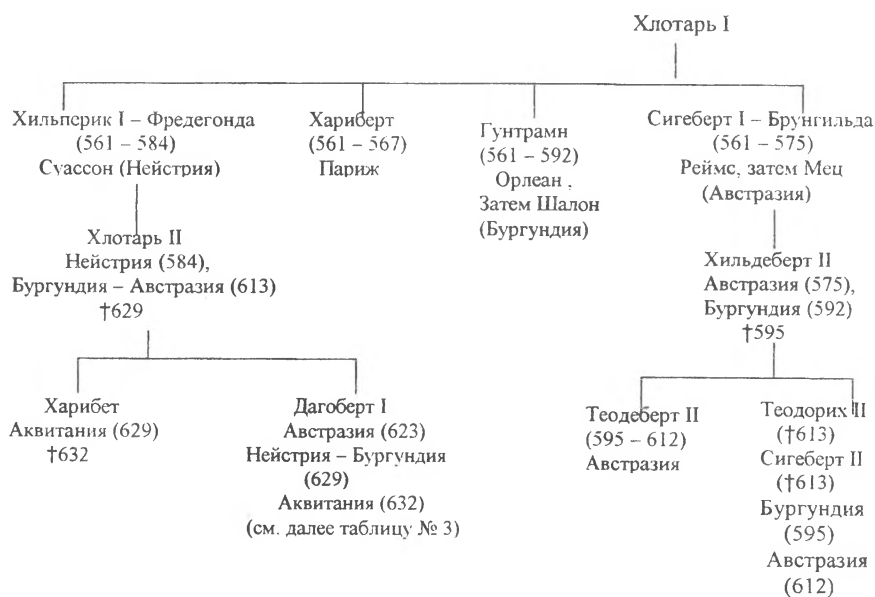 Хлотарь I
Хильперик I – Фредегонда
(561 – 584)
Суассон (Нейстрия)
Хариберт
(561 – 567)
Париж
Гунтрамн
(561 – 592)
Орлеан ,
Затем Шалон
(Бургундия)
Сигеберт I – Брунгильда
(561 – 575)
Реймс, затем Мец
(Австразия)
Хлотарь II
Нейстрия (584),
Бургундия – Австразия (613)
†629
Хильдеберт II
Австразия (575),
Бургундия (592)
†595
Харибет
Аквитания (629)
†632
Дагоберт I
Австразия (623)
Нейстрия – Бургундия
(629)
Аквитания (632)
(см. далее таблицу № 3)
Теодеберт II
(595 – 612)
Австразия
Теодорих II
(†613)
Сигеберт II
(†613)
Бургундия
(595)
Австразия
(612)